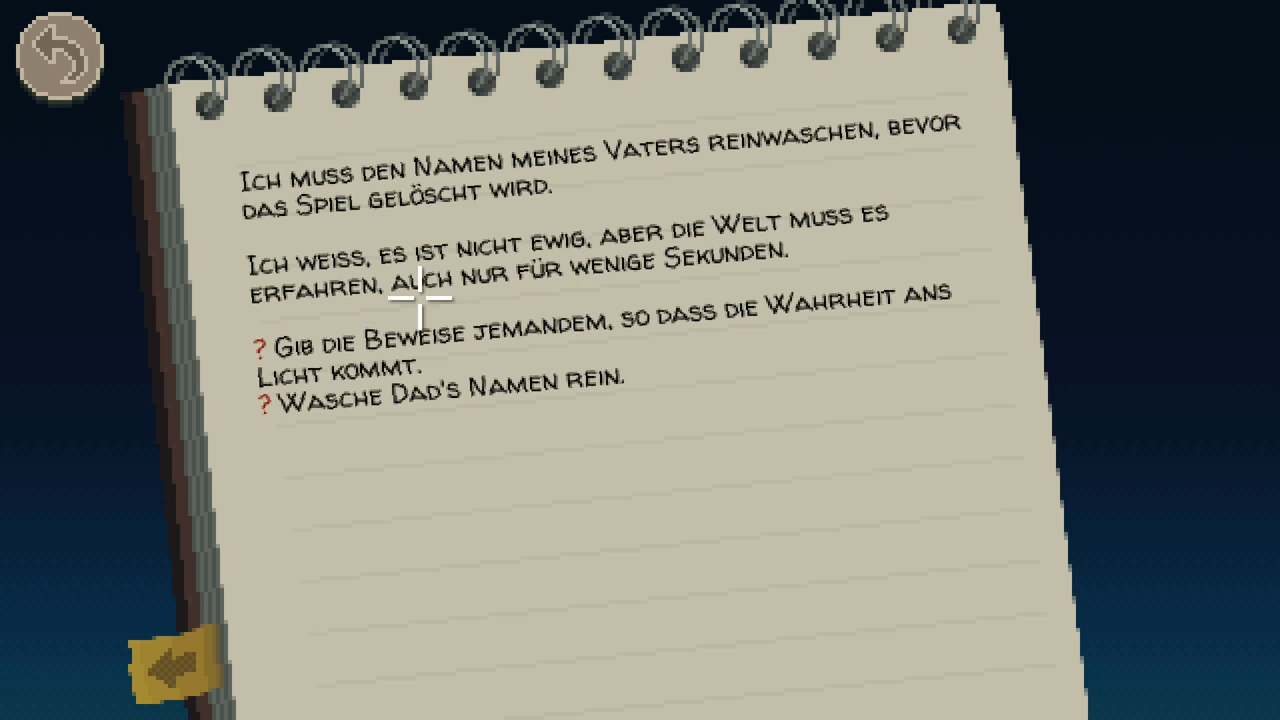 Ich muss den Namen meines Vaters reinwaschen, bevor
das Spiel gelöscht wird.
Ich weiss, es ist nicht ewig, aber die Welt muss es
erfahren, auch nur für wenige Sekunden.
? Gib die Beweise jemandem, so dass die Wahrheit ans
Licht kommt.
? Wasche Dad's Namen rein.